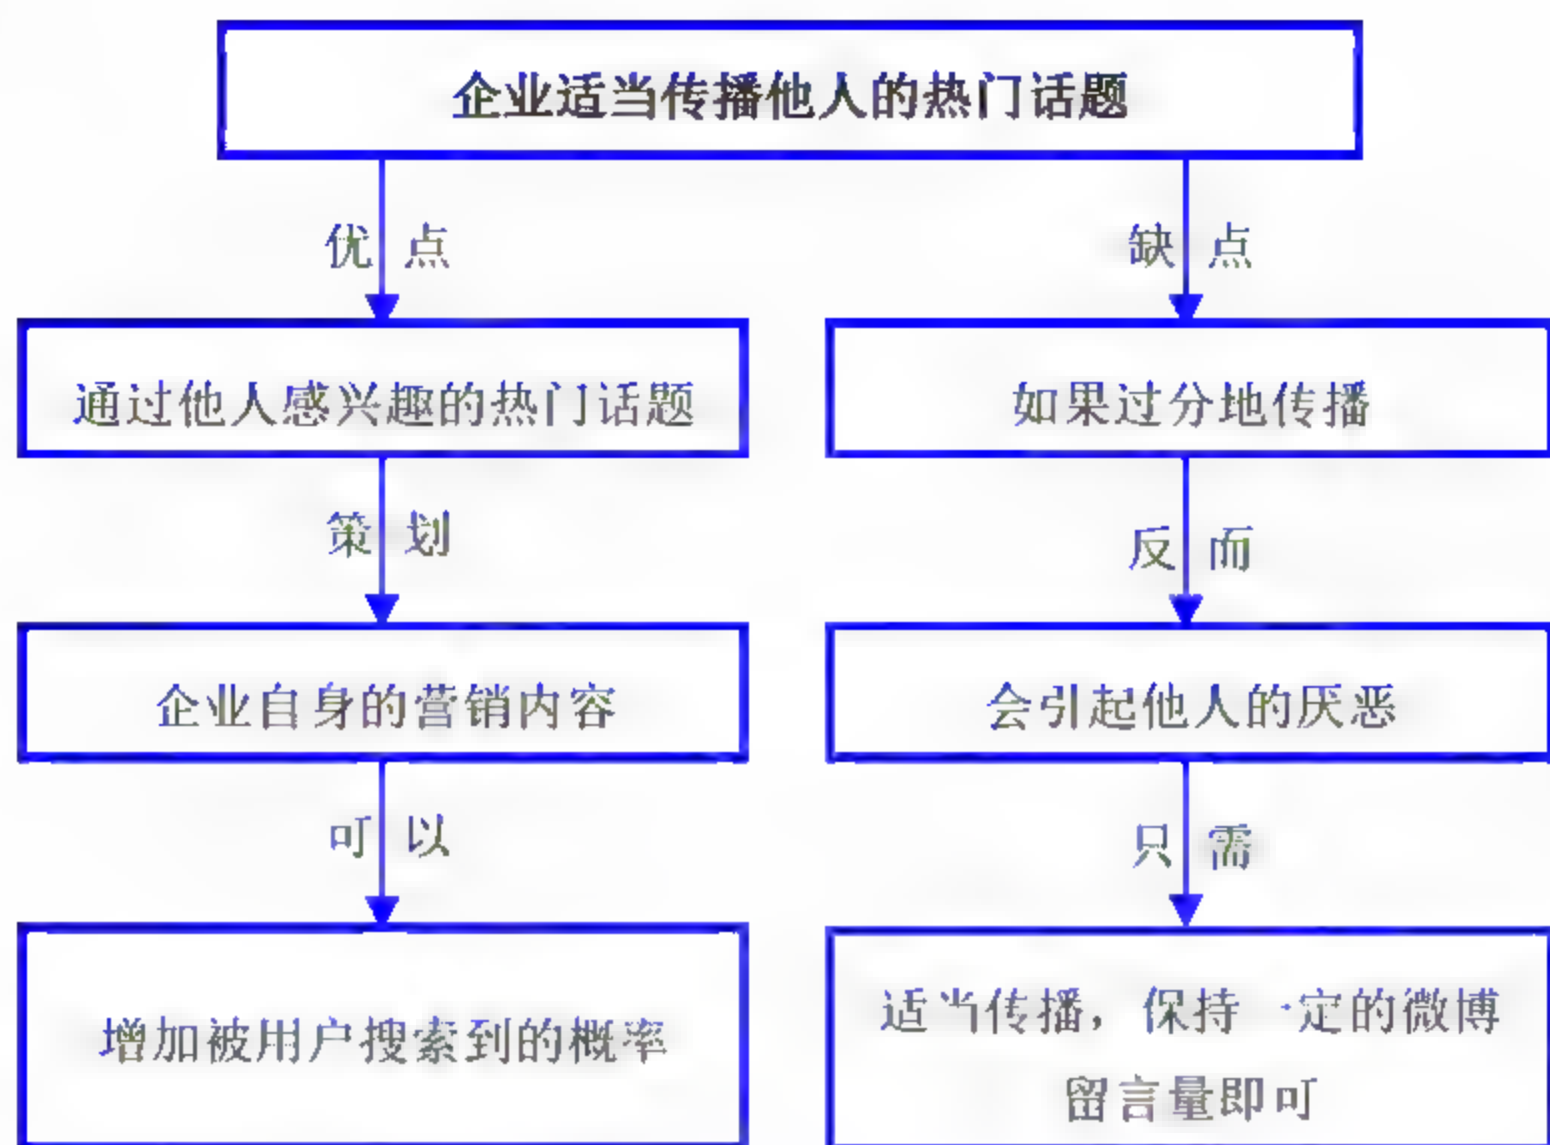 企业适当传播他人的热门话题
优点
缺点
通过他人感兴趣的热门话题
如果过分地传播
策划
反而
企业自身的营销内容
会引起他人的厌恶
可以
只需
增加被用户搜索到的概率
适当传播，保持一定的微博
留言量即可